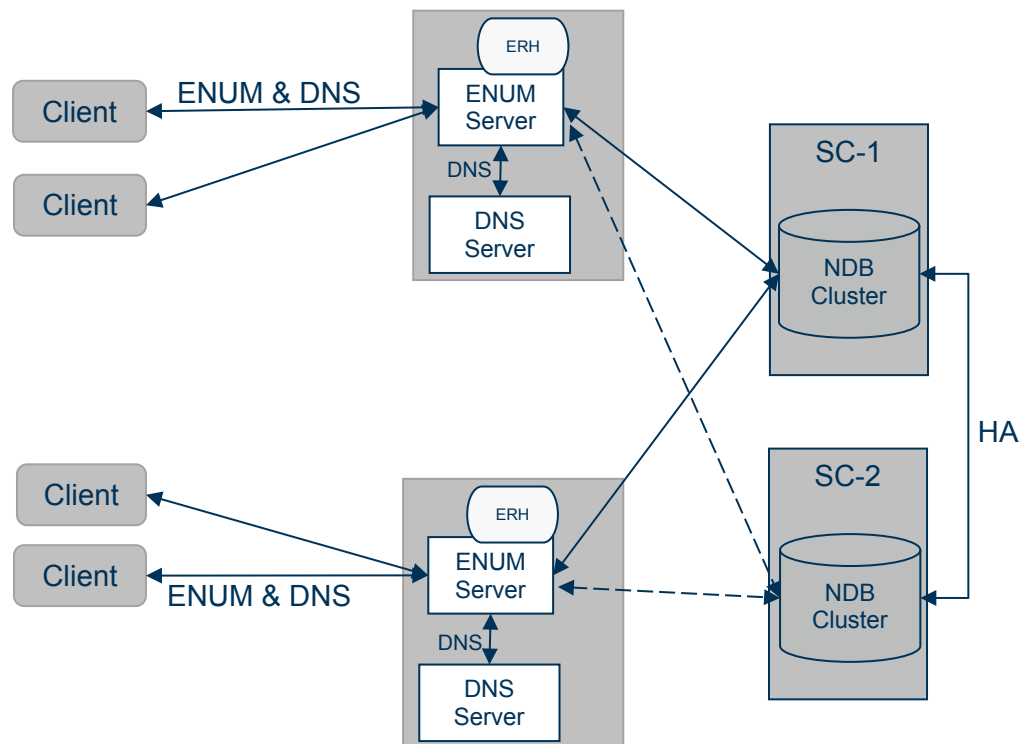 ERH
Client
ENUM & DNS
ENUM
Server
SC-1
Client
DNS
DNS
Server
NDB
Cluster
HA
Client
SC-2
ERH
Client
ENUM & DNS
ENUM
Server
NDB
Cluster
DNS
DNS
Server